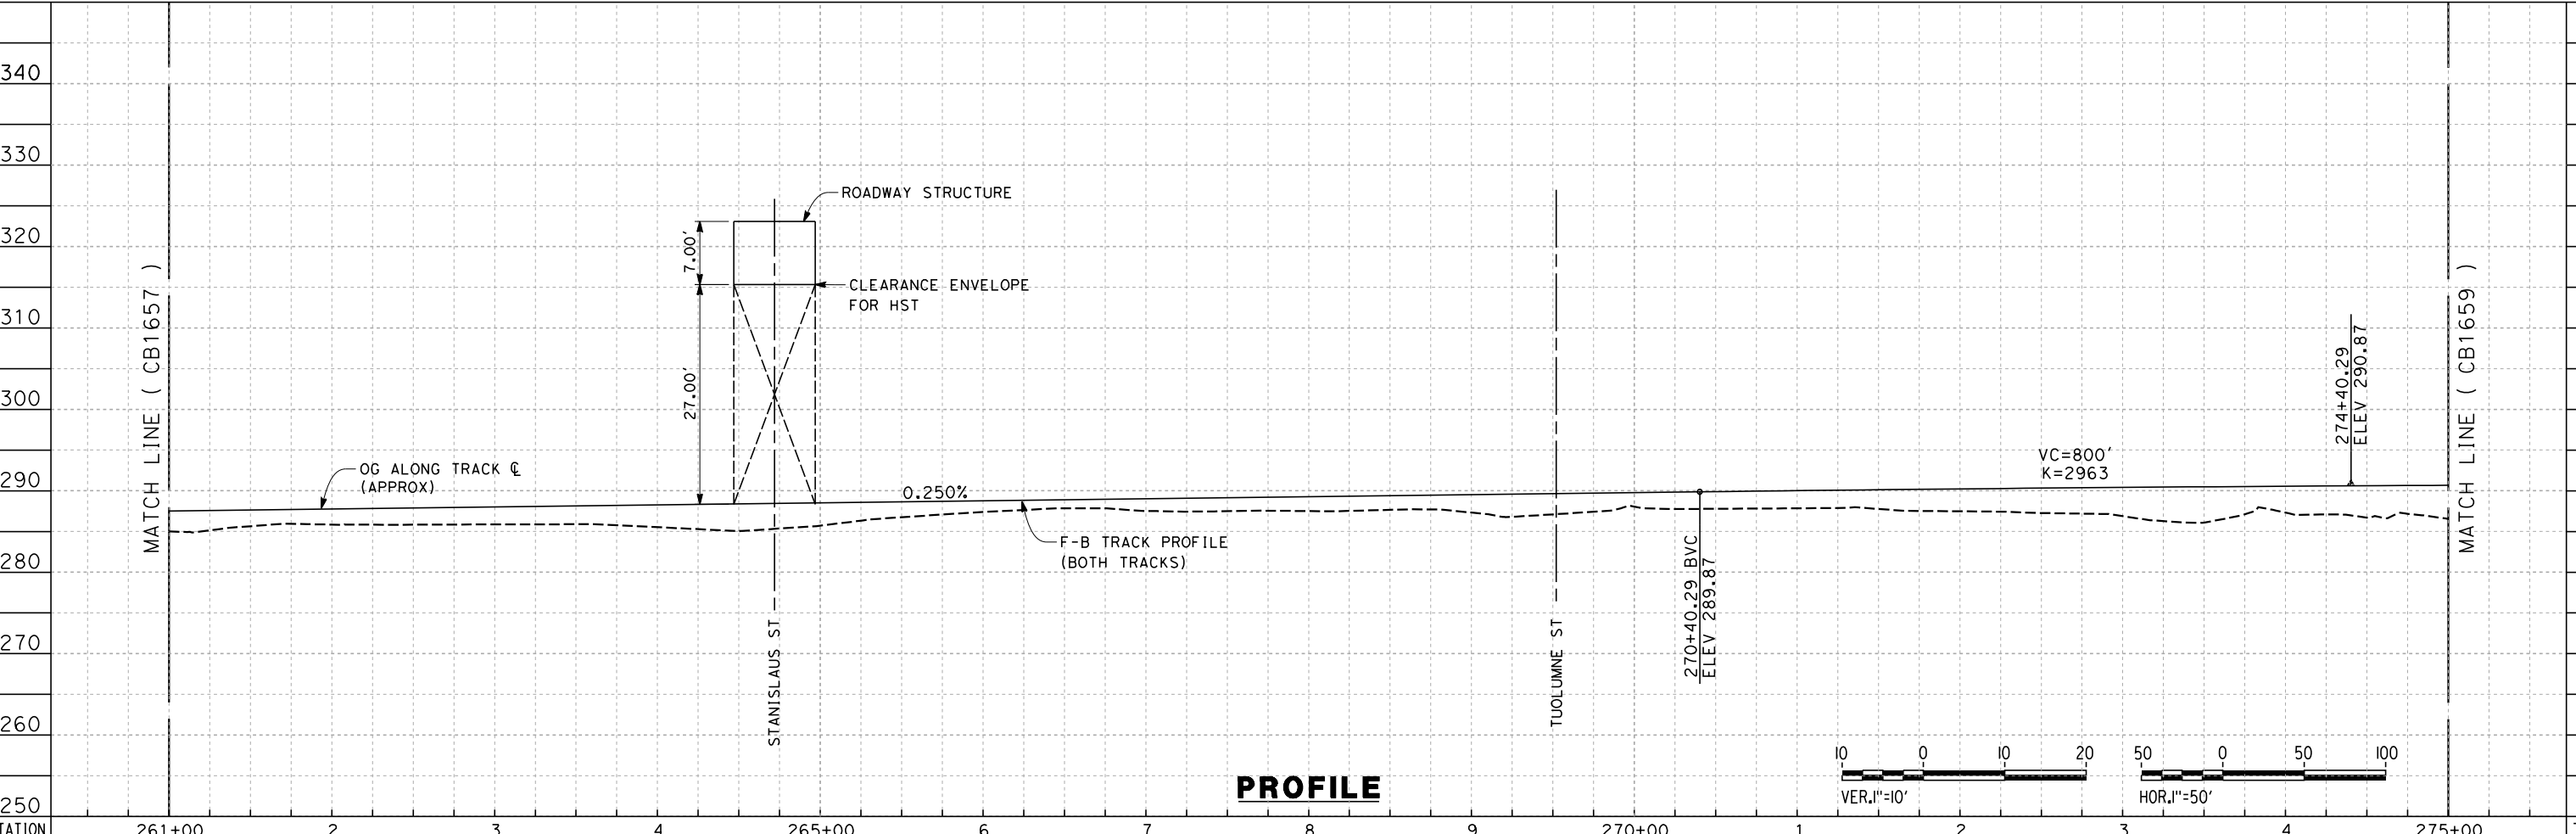 340
330
320
310
300
290
280
270
260
250
MATCH LINE ( CB1657 )
ROADWAY STRUCTURE
7.00'
CLEARANCE ENVELOPE
FOR HST
27.00'
OG ALONG TRACK ℄
(APPROX)
0.250%
F-B TRACK PROFILE
(BOTH TRACKS)
STANISLAUS ST
TUOLUMNE ST
270+40.29 BVC
ELEV 289.87
VC=800'
K=2963
274+40.29
ELEV 290.87
MATCH LINE ( CB1659 )
PROFILE
10 0 10 20
VER.1"=10'
50 0 50 100
HOR.1"=50'
STATION 261+00 2 3 4 265+00 6 7 8 9 270+00 1 2 3 4 275+00